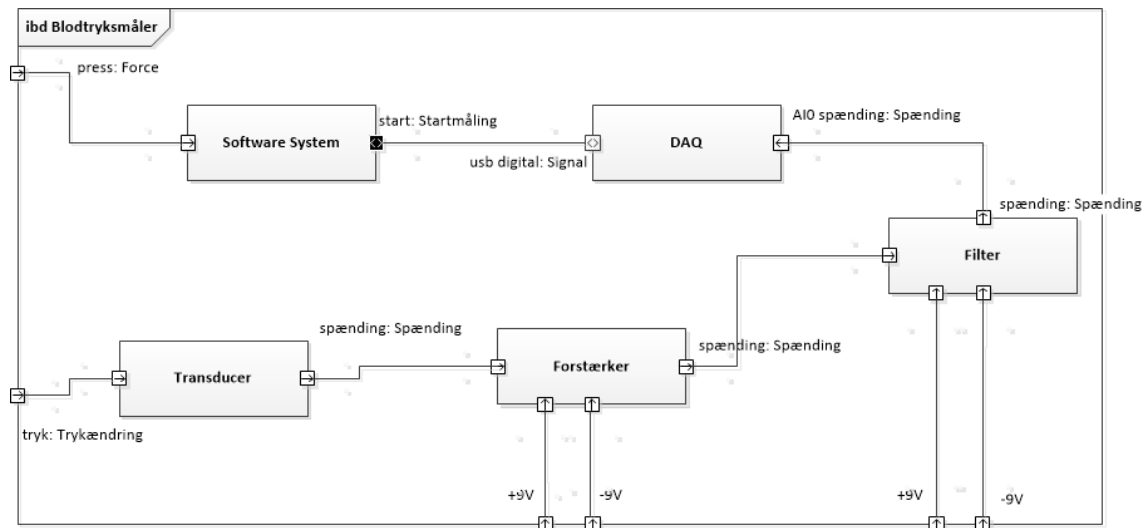 ibd Blodtryksmåler
press: Force
Software System
start: Startmåling
usb digital: Signal
DAQ
AI0 spænding: Spænding
spænding: Spænding
Filter
spænding: Spænding
Transducer
Forstærker
spænding: Spænding
tryk: Trykændring
+9V
-9V
+9V
-9V